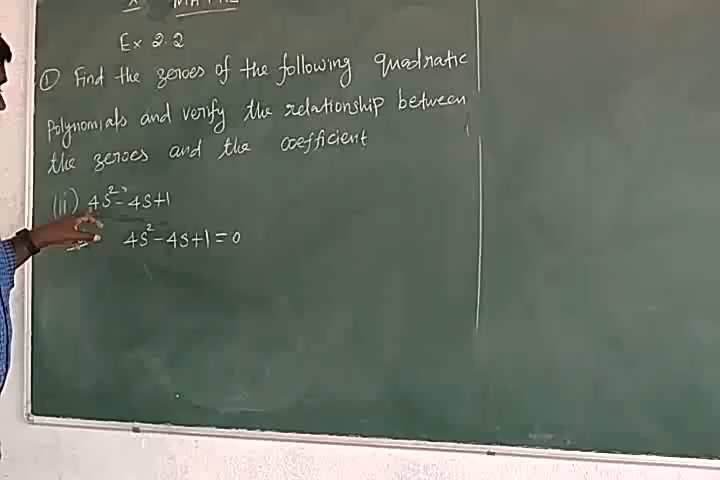 Ex 2.2
① Find the zeroes of the following quadratic
polynomials and verify the relationship between
the zeroes and the coefficient
(ii) 4s² - 4s+1
4s² - 4s+1 = 0